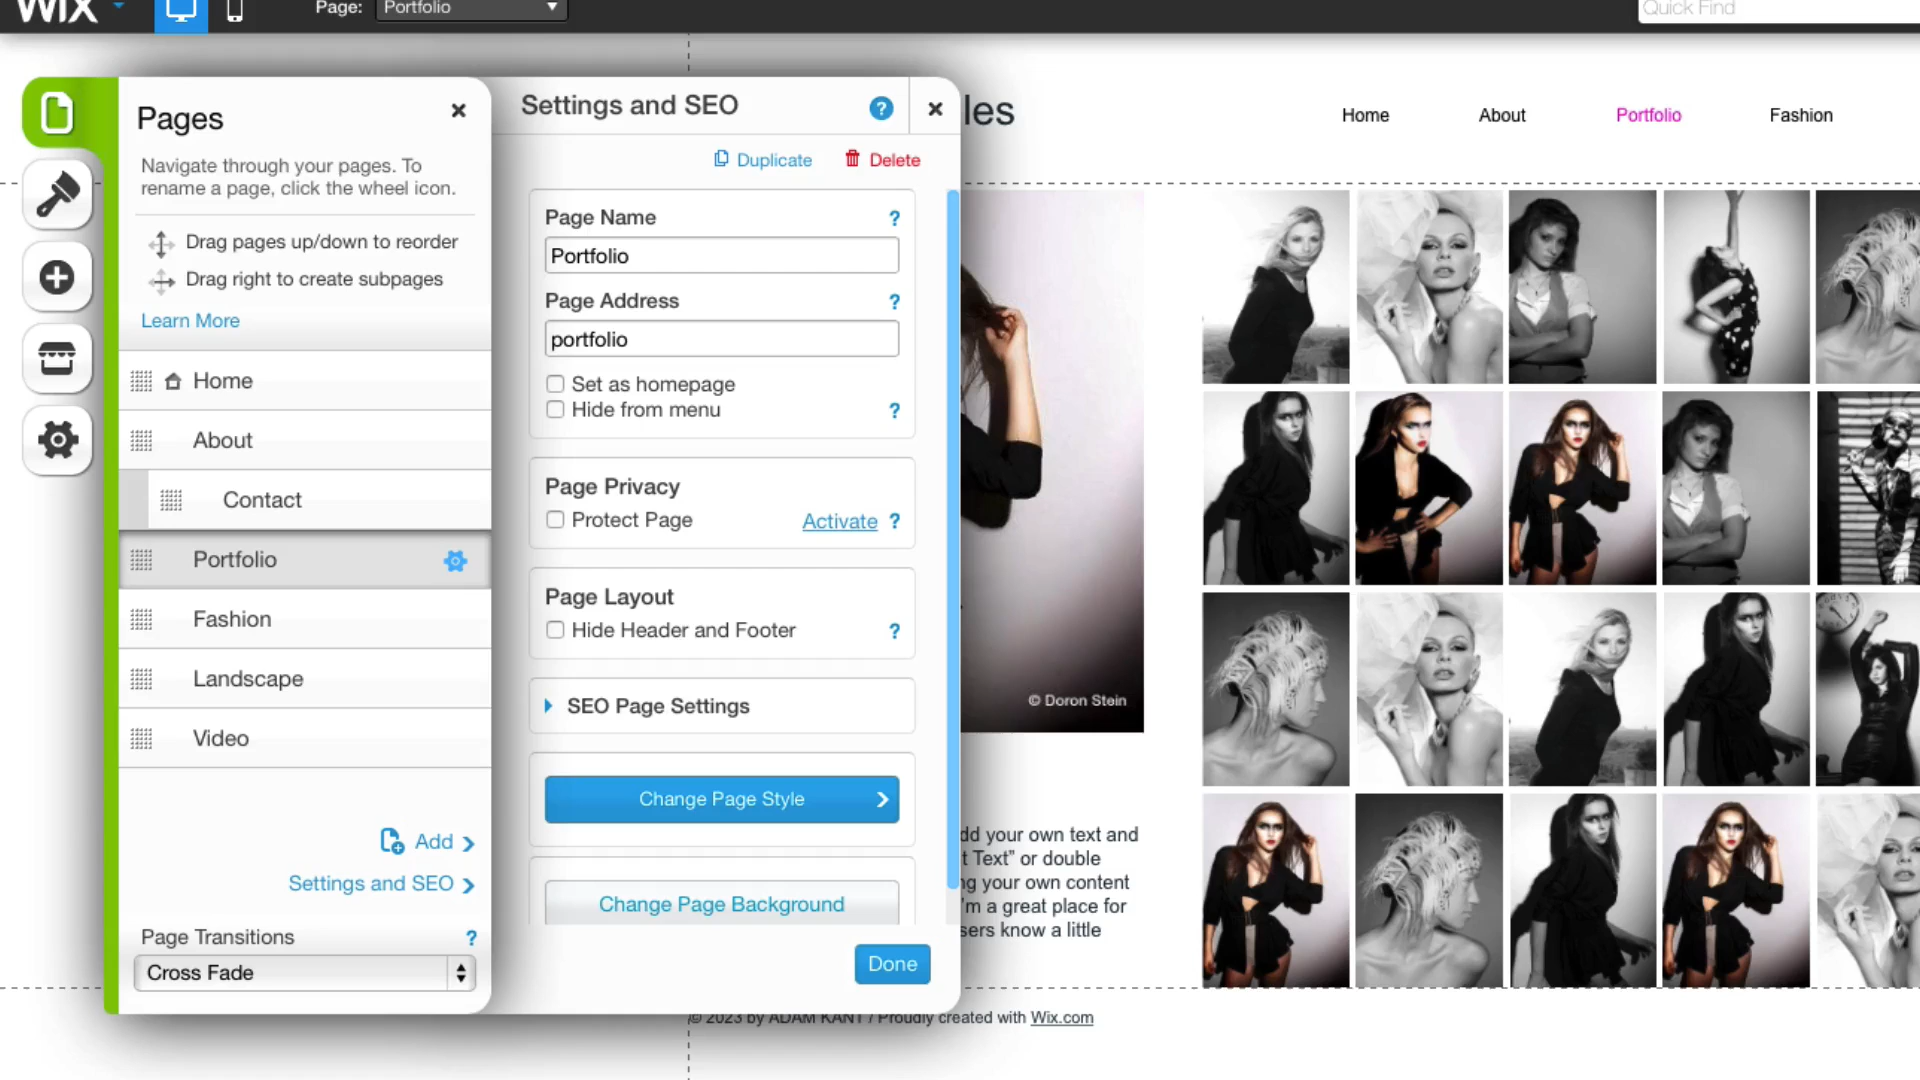 WIX
Page: Portfolio
Quick Find
Pages
Navigate through your pages. To
rename a page, click the wheel icon.
Drag pages up/down to reorder
Drag right to create subpages
Learn More
Home
About
Contact
Portfolio
Fashion
Landscape
Video
Add
Settings and SEO
Page Transitions ?
Cross Fade
Settings and SEO ?
Duplicate Delete
Page Name ?
Portfolio
Page Address ?
portfolio
Set as homepage
Hide from menu ?
Page Privacy
Protect Page Activate ?
Page Layout
Hide Header and Footer ?
SEO Page Settings
Change Page Style
Change Page Background
Done
les
Home About Portfolio Fashion
© Doron Stein
dd your own text and
t Text” or double
ng your own content
'm a great place for
sers know a little
© 2023 by ADAM KANT / Proudly created with Wix.com